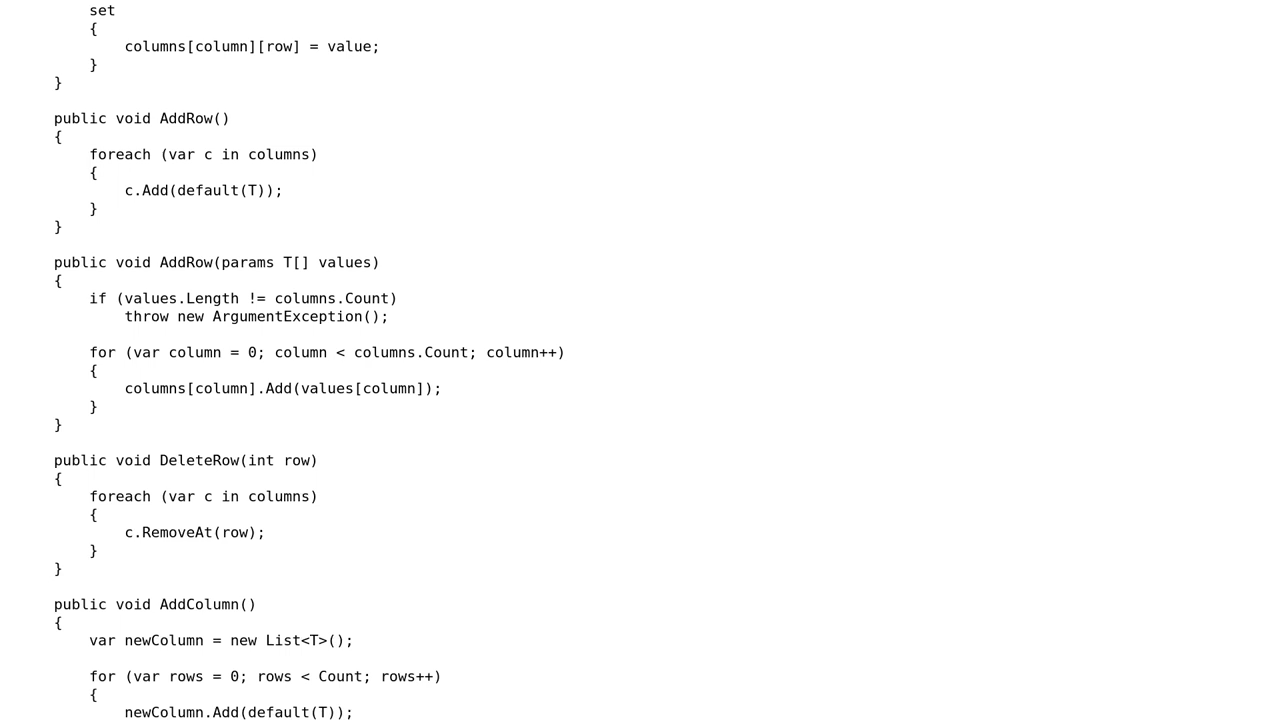 set
        {
            columns[column][row] = value;
        }
    }

    public void AddRow()
    {
        foreach (var c in columns)
        {
            c.Add(default(T));
        }
    }

    public void AddRow(params T[] values)
    {
        if (values.Length != columns.Count)
            throw new ArgumentException();

        for (var column = 0; column < columns.Count; column++)
        {
            columns[column].Add(values[column]);
        }
    }

    public void DeleteRow(int row)
    {
        foreach (var c in columns)
        {
            c.RemoveAt(row);
        }
    }

    public void AddColumn()
    {
        var newColumn = new List<T>();

        for (var rows = 0; rows < Count; rows++)
        {
            newColumn.Add(default(T));